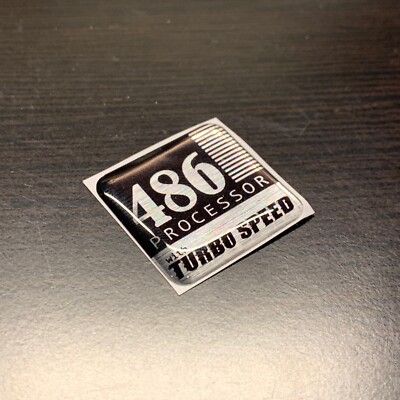 486
PROCESSOR
with
TURBO SPEED